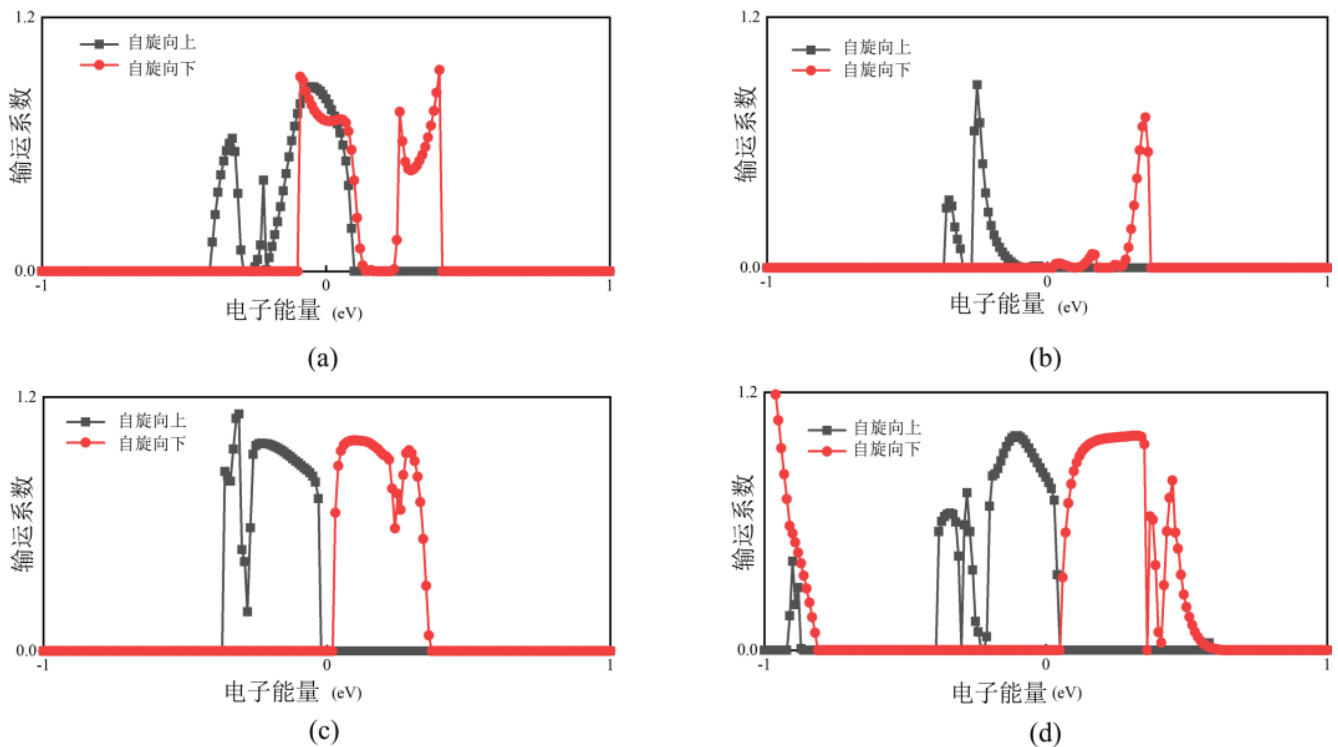 1.2
自旋向上
自旋向下
输运系数
0.0
-1
0
1
电子能量 (eV)
(a)
1.2
自旋向上
自旋向下
输运系数
0.0
-1
0
1
电子能量 (eV)
(b)
1.2
自旋向上
自旋向下
输运系数
0.0
-1
0
1
电子能量 (eV)
(c)
1.2
自旋向上
自旋向下
输运系数
0.0
-1
0
1
电子能量 (eV)
(d)